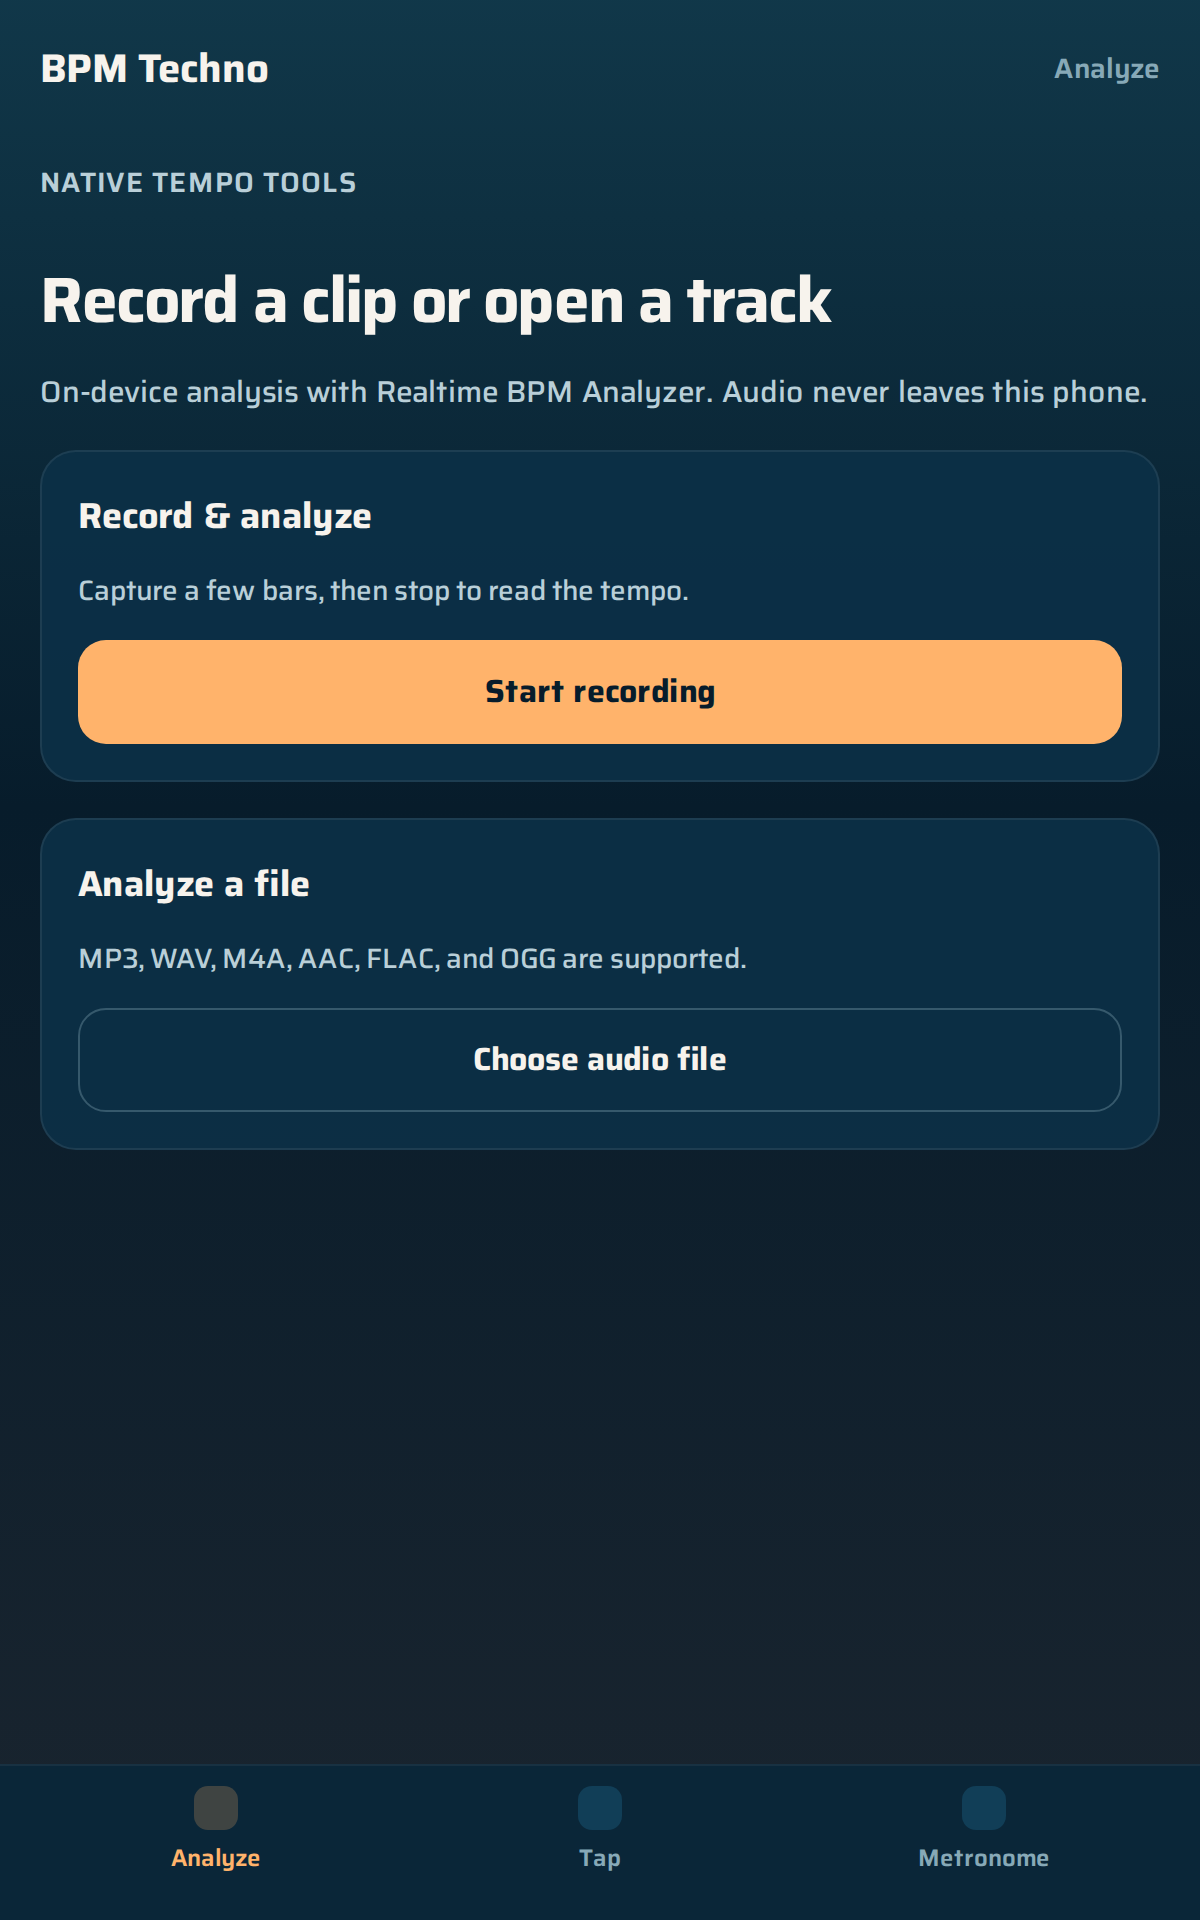 BPM Techno
Analyze
NATIVE TEMPO TOOLS
Record a clip or open a track
On-device analysis with Realtime BPM Analyzer. Audio never leaves this phone.
Record & analyze
Capture a few bars, then stop to read the tempo.
Start recording
Analyze a file
MP3, WAV, M4A, AAC, FLAC, and OGG are supported.
Choose audio file
Analyze
Tap
Metronome